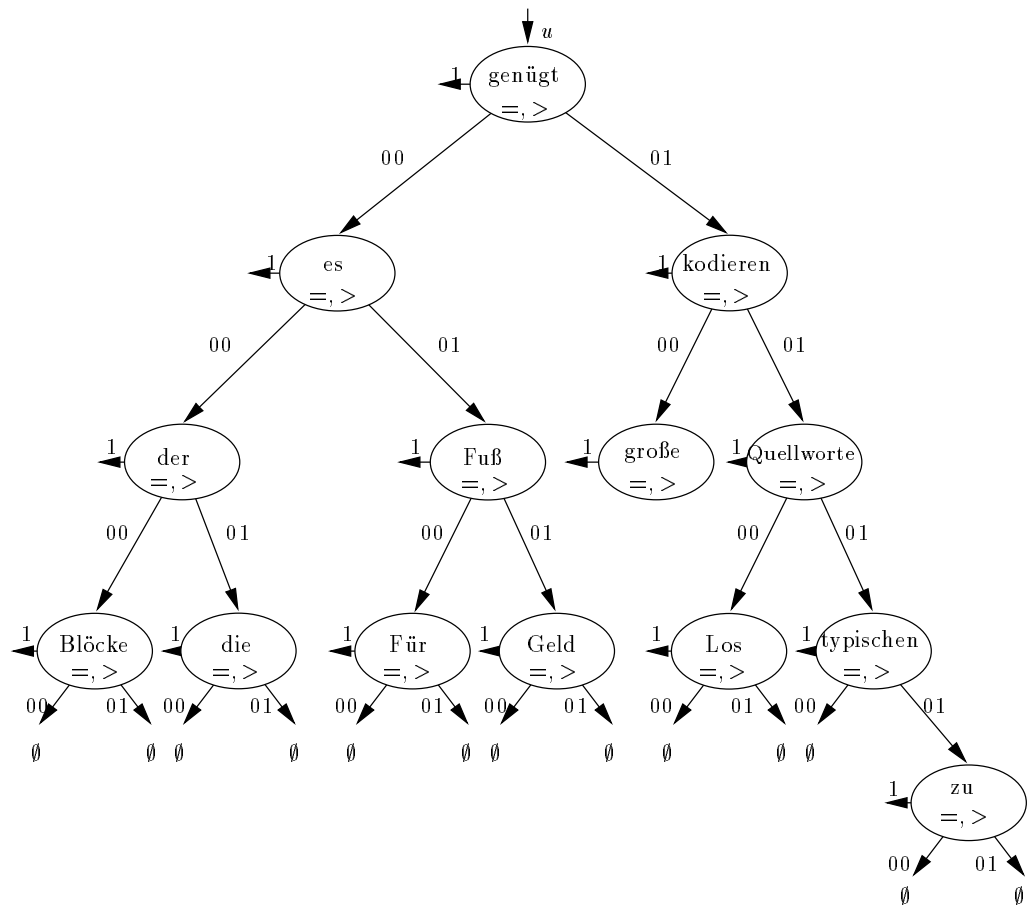 u
1 genügt
=, >
00 01
1 es 1 kodieren
=, > =, >
00 01 00 01
1 der 1 Fuß 1 große 1 Quellworte
=, > =, > =, > =, >
00 01 00 01 00 01
1 Blöcke 1 die 1 Für 1 Geld 1 Los 1 typischen
=, > =, > =, > =, > =, > =, >
00 01 00 01 00 01 00 01 00 01 00 01
∅ ∅ ∅ ∅ ∅ ∅ ∅ ∅ ∅ ∅ ∅
1 zu
=, >
00 01
∅ ∅